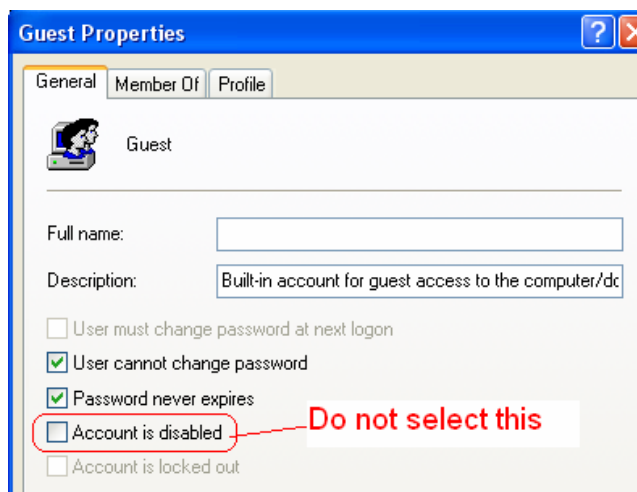 Guest Properties
General Member Of Profile
Guest
Full name:
Description: Built-in account for guest access to the computer/dc
User must change password at next logon
User cannot change password
Password never expires
Account is disabled Do not select this
Account is locked out